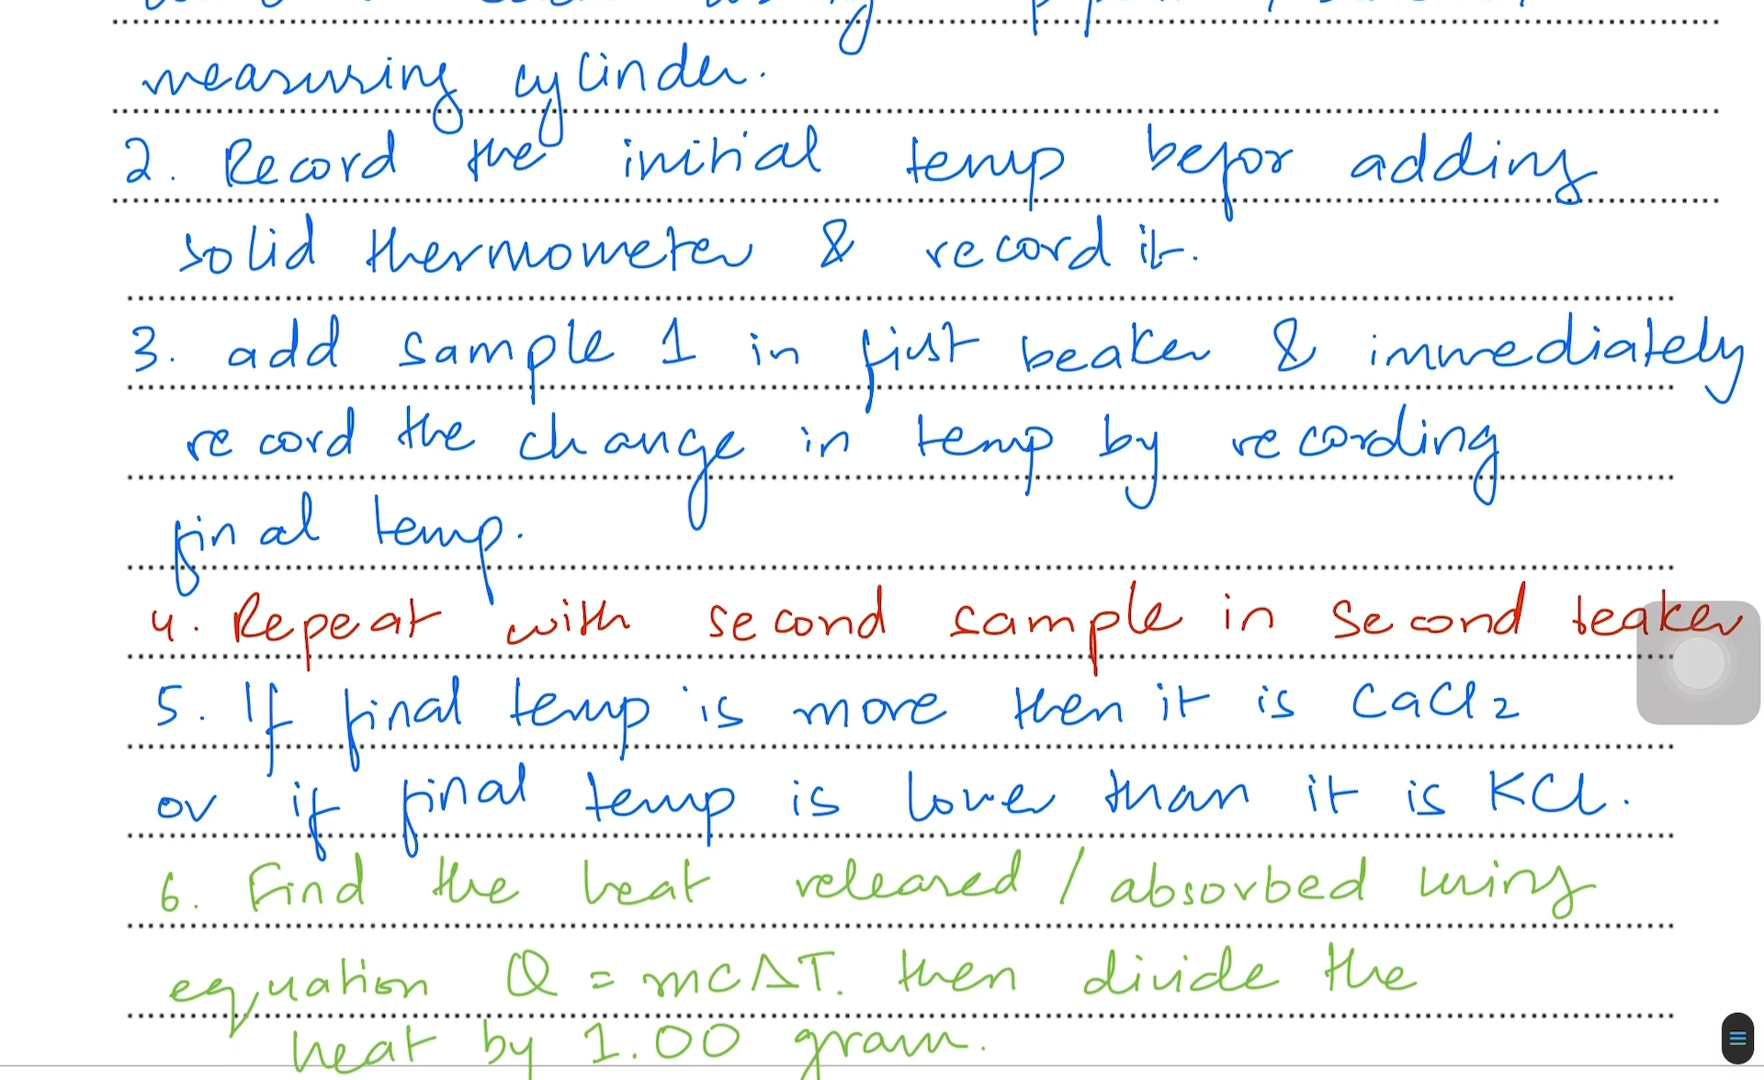 measuring cylinder.
2. Record the initial temp befor adding
solid thermometer & record it.
3. add sample 1 in first beaker & immediately
record the change in temp by recording
final temp.
4. Repeat with second sample in second beaker
5. If final temp is more then it is CaCl2
or if final temp is lower than it is KCl.
6. Find the heat released / absorbed using
equation Q = mcΔT. then divide the
heat by 1.00 gram.